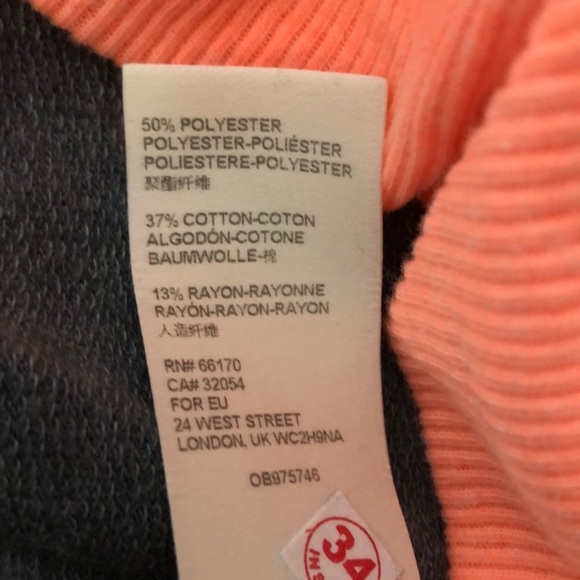 50% POLYESTER
POLYESTER-POLIÉSTER
POLIESTERE-POLYESTER
聚酯纤维
37% COTTON-COTON
ALGODÓN-COTONE
BAUMWOLLE-棉
13% RAYON-RAYONNE
RAYÓN-RAYON-RAYON
人造纤维
RN# 66170
CA# 32054
FOR EU
24 WEST STREET
LONDON, UK WC2H9NA
OB975746
34
INS